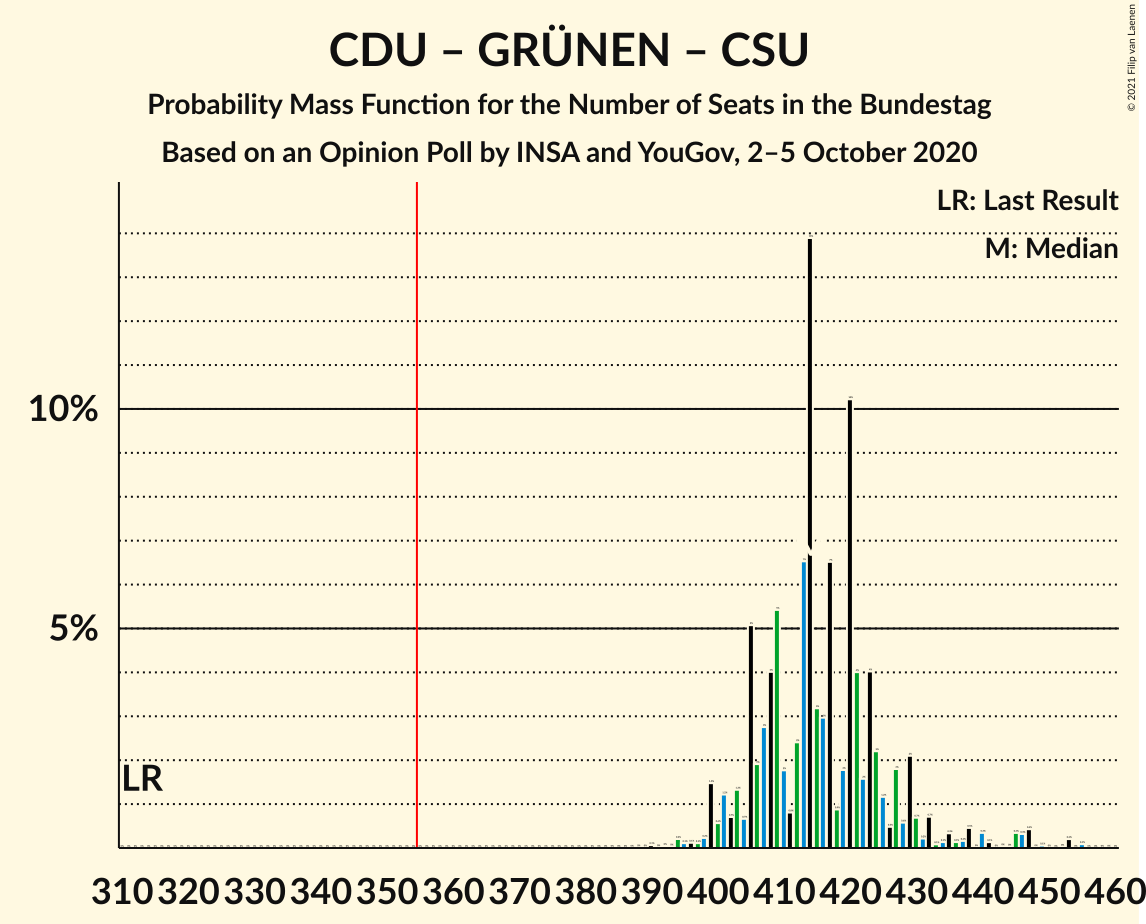 CDU – GRÜNEN – CSU
Probability Mass Function for the Number of Seats in the Bundestag
Based on an Opinion Poll by INSA and YouGov, 2–5 October 2020
© 2021 Filip van Laenen
LR: Last Result
M: Median
10%
5%
LR
310 320 330 340 350 360 370 380 390 400 410 420 430 440 450 460